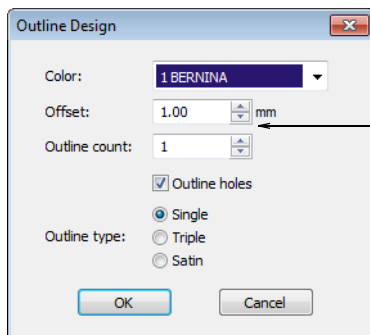 Outline Design
Color: 1 BERNINA
Offset: 1.00 mm
Outline count: 1
Outline holes
Single
Outline type: Triple
Satin
OK Cancel